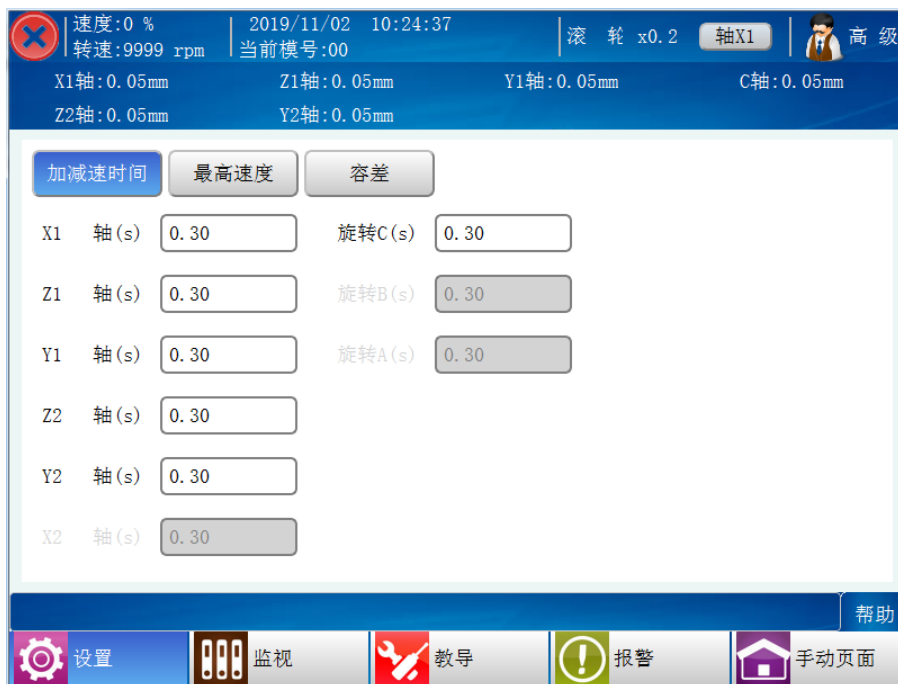 速度:0 % 2019/11/02 10:24:37 滚 轮 x0.2 轴X1 高 级
转速:9999 rpm 当前模号:00
X1轴:0.05mm Z1轴:0.05mm Y1轴:0.05mm C轴:0.05mm
Z2轴:0.05mm Y2轴:0.05mm
加减速时间 最高速度 容差
X1 轴(s) 0.30 旋转C(s) 0.30
Z1 轴(s) 0.30 旋转B(s) 0.30
Y1 轴(s) 0.30 旋转A(s) 0.30
Z2 轴(s) 0.30
Y2 轴(s) 0.30
X2 轴(s) 0.30
帮助
设置 监视 教导 报警 手动页面